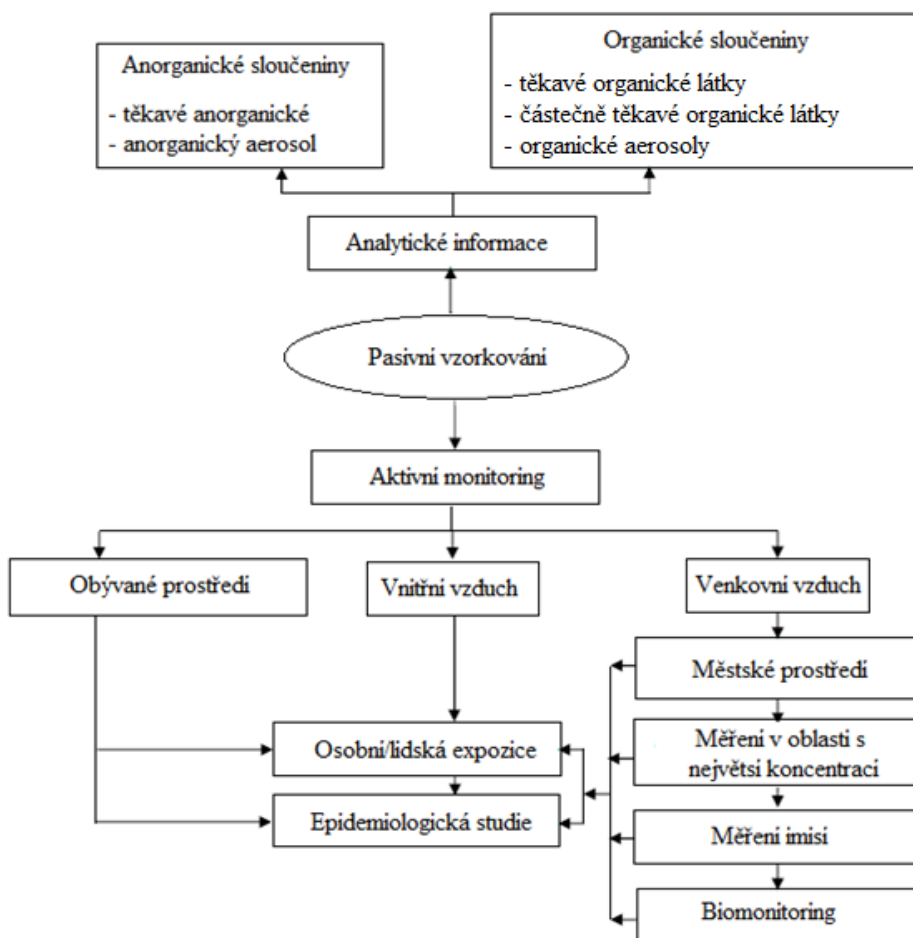 Anorganické sloučeniny
- těkavé anorganické
- anorganický aerosol
Organické sloučeniny
- těkavé organické látky
- částečně těkavé organické látky
- organické aerosoly
Analytické informace
Pasivní vzorkování
Aktivní monitoring
Obývané prostředí
Vnitřní vzduch
Venkovní vzduch
Městské prostředí
Měření v oblasti s
největsí koncentrací
Osobní/lidská expozice
Epidemiologická studie
Měření imisí
Biomonitoring